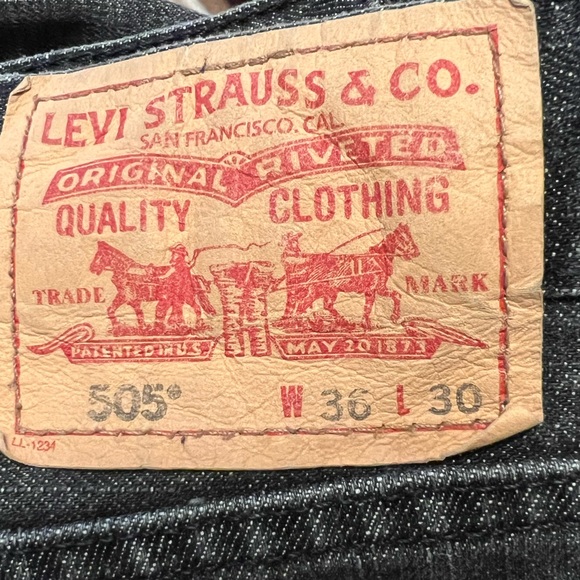 LEVI STRAUSS & CO.
SAN FRANCISCO. CAL.
ORIGINAL RIVETED
QUALITY CLOTHING
TRADE MARK
PATENTED IN U.S. MAY 20 1873
505® W 36 L 30
LL-1234